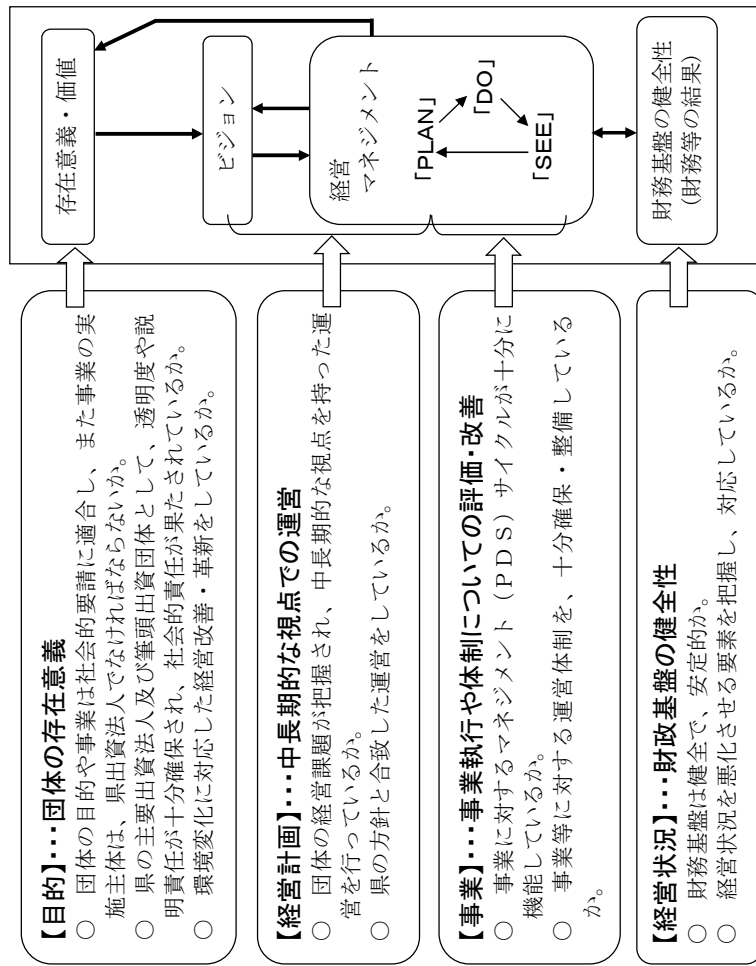 【目的】･･･団体の存在意義
○ 団体の目的や事業は社会的要請に適合し、また事業の実
施主体は、県出資法人でなければならないか。
○ 県の主要出資法人及び筆頭出資団体として、透明度や説
明責任が十分確保され、社会的責任が果たされているか。
○ 環境変化に対応した経営改善・革新をしているか。
【経営計画】･･･中長期的な視点での運営
○ 団体の経営課題が把握され、中長期的な視点を持った運
営を行っているか。
○ 県の方針と合致した運営をしているか。
【事業】･･･事業執行や体制についての評価・改善
○ 事業に対するマネジメント（ＰＤＳ）サイクルが十分に
機能しているか。
○ 事業等に対する運営体制を、十分確保・整備している
か。
【経営状況】･･･財政基盤の健全性
○ 財務基盤は健全で、安定的か。
○ 経営状況を悪化させる要素を把握し、対応しているか。
存在意義・価値
ビジョン
経営
マネジメント
「PLAN」
「DO」
「SEE」
財務基盤の健全性
(財務等の結果)